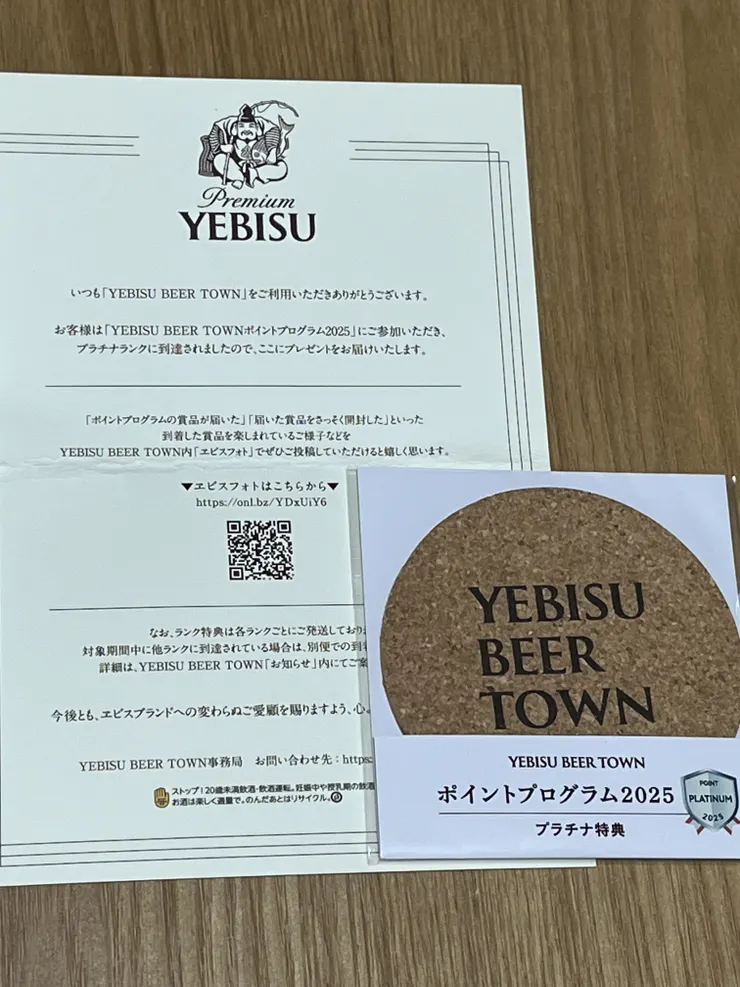 Premium
YEBISU
いつも「YEBISU BEER TOWN」をご利用いただきありがとうございます。
お客様は「YEBISU BEER TOWNポイントプログラム2025」にご参加いただき、
プラチナランクに到達されましたので、ここにプレゼントをお届けいたします。
「ポイントプログラムの賞品が届いた」「届いた賞品をさっそく開封した」といった
到着した賞品を楽しまれているご様子などを
YEBISU BEER TOWN内「ヱビスフォト」でぜひご投稿していただけると嬉しく思います。
▼ヱビスフォトはこちらから▼
https://onl.bz/YDxUiY6
なお、ランク特典は各ランクごとにご発送しており
対象期間中に他ランクに到達されている場合は、別便での到
詳細は、YEBISU BEER TOWN「お知らせ」内にてご案
今後とも、ヱビスブランドへの変わらぬご愛顧を賜りますよう、心
YEBISU BEER TOWN事務局 お問い合わせ先：https:
ストップ！20歳未満飲酒・飲酒運転。妊娠中や授乳期の飲酒
お酒は楽しく適量で。のんだあとはリサイクル。
YEBISU
BEER
TOWN
YEBISU BEER TOWN
ポイントプログラム2025
プラチナ特典
POINT
PLATINUM
2025